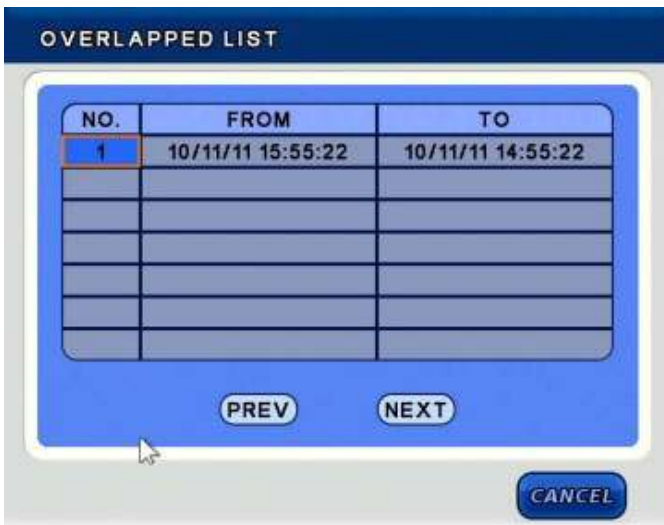 OVERLAPPED LIST
NO. FROM TO
1 10/11/11 15:55:22 10/11/11 14:55:22
PREV NEXT
CANCEL